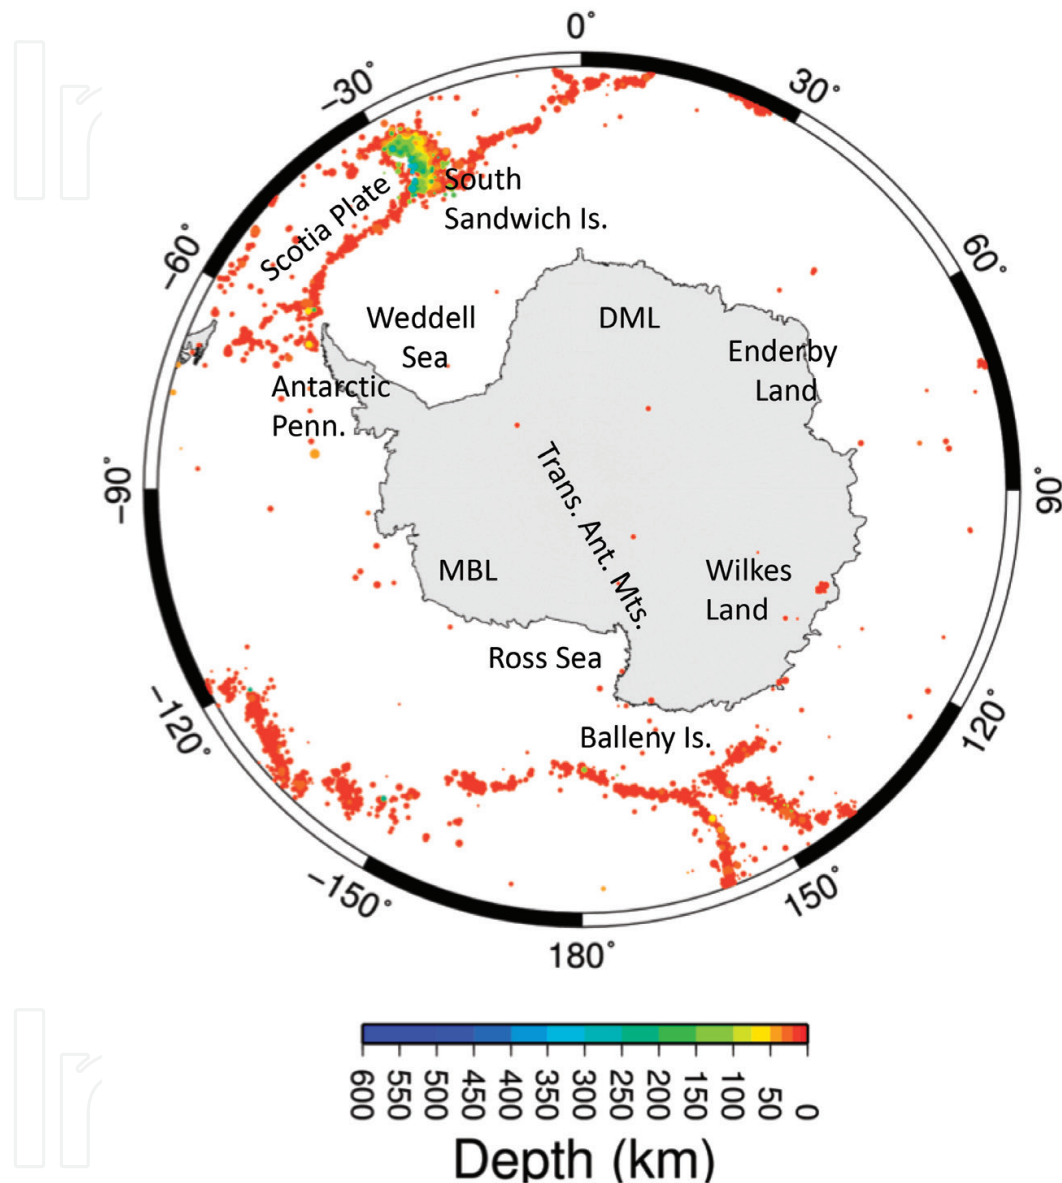 0°
-30°
30°
South
Sandwich Is.
Scotia Plate
-60°
60°
Weddell
Sea
DML
Enderby
Land
Antarctic
Penn.
-90°
90°
Trans. Ant. Mts.
MBL
Wilkes
Land
Ross Sea
-120°
120°
Balleny Is.
-150°
150°
180°
600
550
500
450
400
350
300
250
200
150
100
50
0
Depth (km)